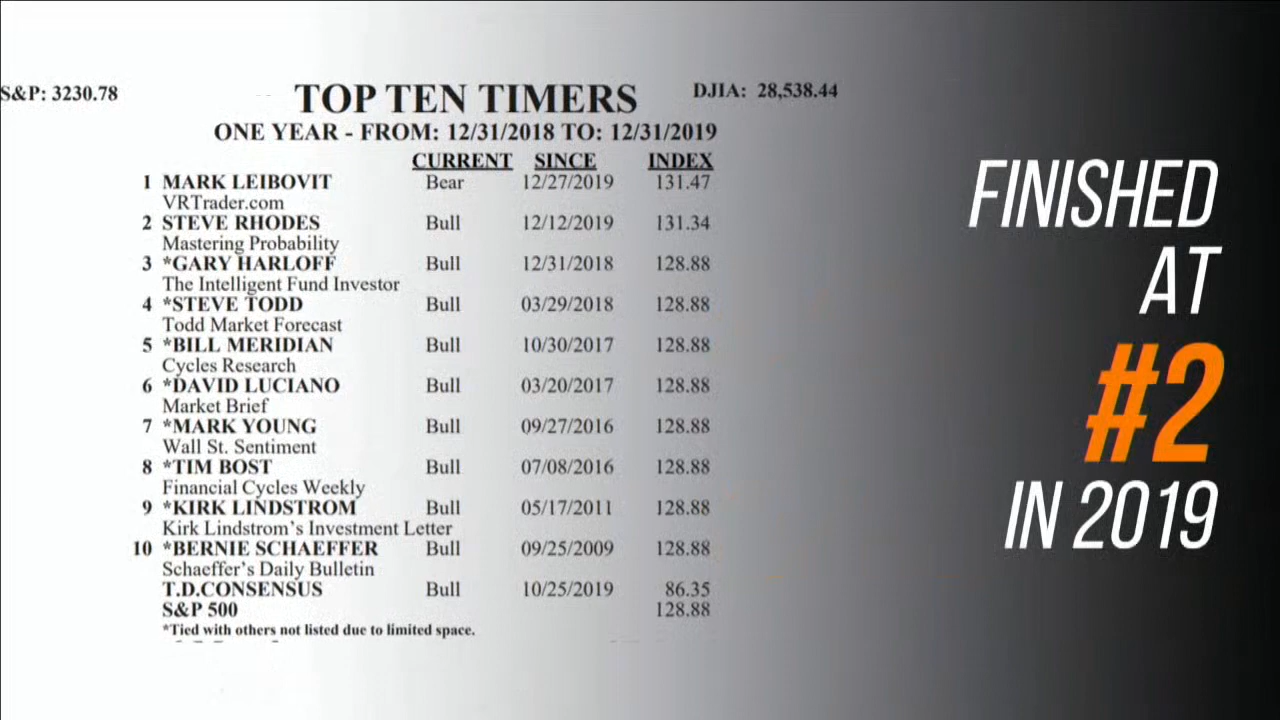 S&P: 3230.78
TOP TEN TIMERS
DJIA: 28,538.44
ONE YEAR - FROM: 12/31/2018 TO: 12/31/2019
CURRENT SINCE INDEX
1 MARK LEIBOVIT Bear 12/27/2019 131.47
VRTrader.com
2 STEVE RHODES Bull 12/12/2019 131.34
Mastering Probability
3 *GARY HARLOFF Bull 12/31/2018 128.88
The Intelligent Fund Investor
4 *STEVE TODD Bull 03/29/2018 128.88
Todd Market Forecast
5 *BILL MERIDIAN Bull 10/30/2017 128.88
Cycles Research
6 *DAVID LUCIANO Bull 03/20/2017 128.88
Market Brief
7 *MARK YOUNG Bull 09/27/2016 128.88
Wall St. Sentiment
8 *TIM BOST Bull 07/08/2016 128.88
Financial Cycles Weekly
9 *KIRK LINDSTROM Bull 05/17/2011 128.88
Kirk Lindstrom's Investment Letter
10 *BERNIE SCHAEFFER Bull 09/25/2009 128.88
Schaeffer's Daily Bulletin
T.D.CONSENSUS Bull 10/25/2019 86.35
S&P 500 128.88
*Tied with others not listed due to limited space.
FINISHED
AT
#2
IN 2019